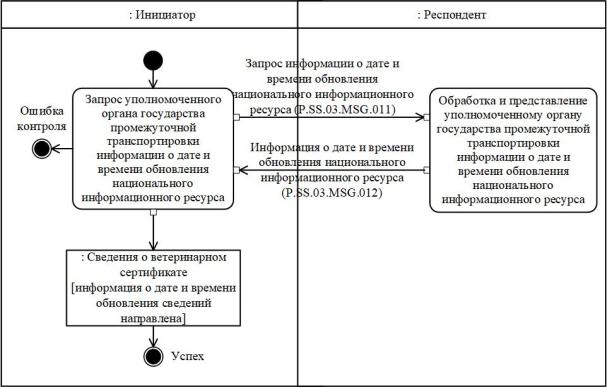 : Инициатор
: Респондент
Запрос информации о дате и
времени обновления
национального информационного
ресурса (P.SS.03.MSG.011)
Ошибка
контроля
Запрос уполномоченного
органа государства
промежуточной
транспортировки
информации о дате и
времени обновления
национального
информационного ресурса
Обработка и представление
уполномоченному органу
государства промежуточной
транспортировки
информации о дате и
времени обновления
национального
информационного ресурса
Информация о дате и времени
обновления национального
информационного ресурса
(P.SS.03.MSG.012)
: Сведения о ветеринарном
сертификате
[информация о дате и времени
обновления сведений
направлена]
Успех